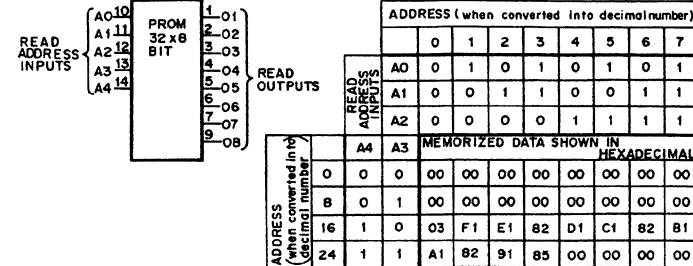 READ ADDRESS INPUTS
A0 10
A1 11
A2 12
A3 13
A4 14
PROM
32x8
BIT
1 O1
2 O2
3 O3
4 O4
5 O5
6 O6
7 O7
9 O8
READ OUTPUTS
ADDRESS (when converted into decimal number)
0 1 2 3 4 5 6 7
READ ADDRESS INPUTS
A0 0 1 0 1 0 1 0 1
A1 0 0 1 1 0 0 1 1
A2 0 0 0 0 1 1 1 1
A4 A3 MEMORIZED DATA SHOWN IN HEXADECIMAL
ADDRESS (when converted into decimal number)
0 0 0 00 00 00 00 00 00 00 00
8 0 1 00 00 00 00 00 00 00 00
16 1 0 03 F1 E1 82 D1 C1 82 B1
24 1 1 A1 82 91 85 00 00 00 00